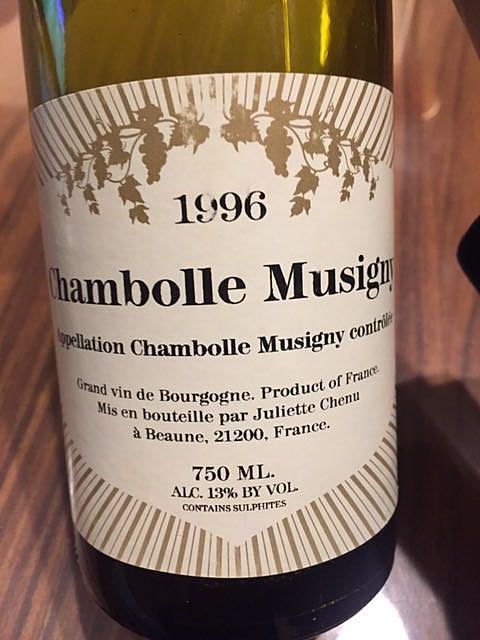 1996
Chambolle Musigny
Appellation Chambolle Musigny contrôlée
Grand vin de Bourgogne. Product of France.
Mis en bouteille par Juliette Chenu
à Beaune, 21200, France.
750 ML.
ALC. 13% BY VOL.
CONTAINS SULPHITES